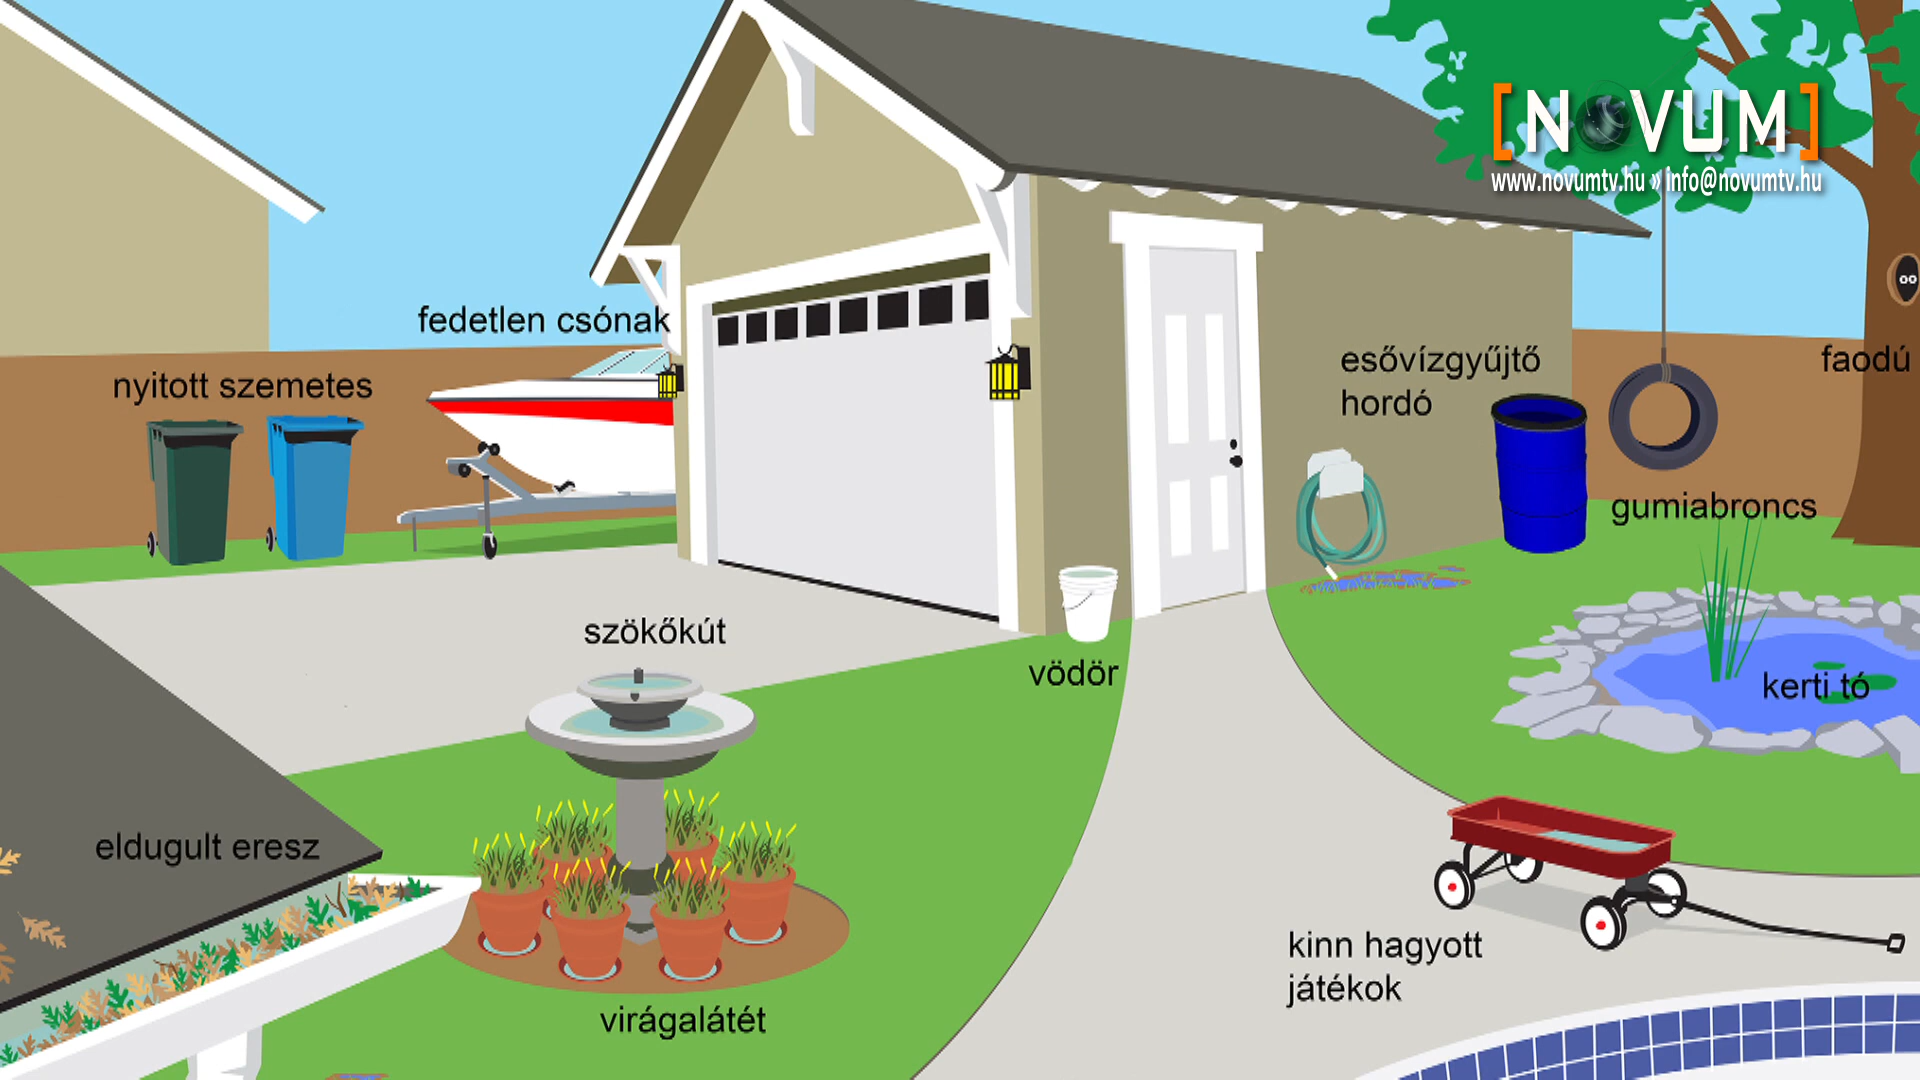 [NOVUM]
www.novumtv.hu » info@novumtv.hu
fedetlen csónak
nyitott szemetes
esővízgyűjtő
hordó
faodú
gumiabroncs
szökőkút
vödör
kerti tó
eldugult eresz
kinn hagyott
játékok
virágalátét